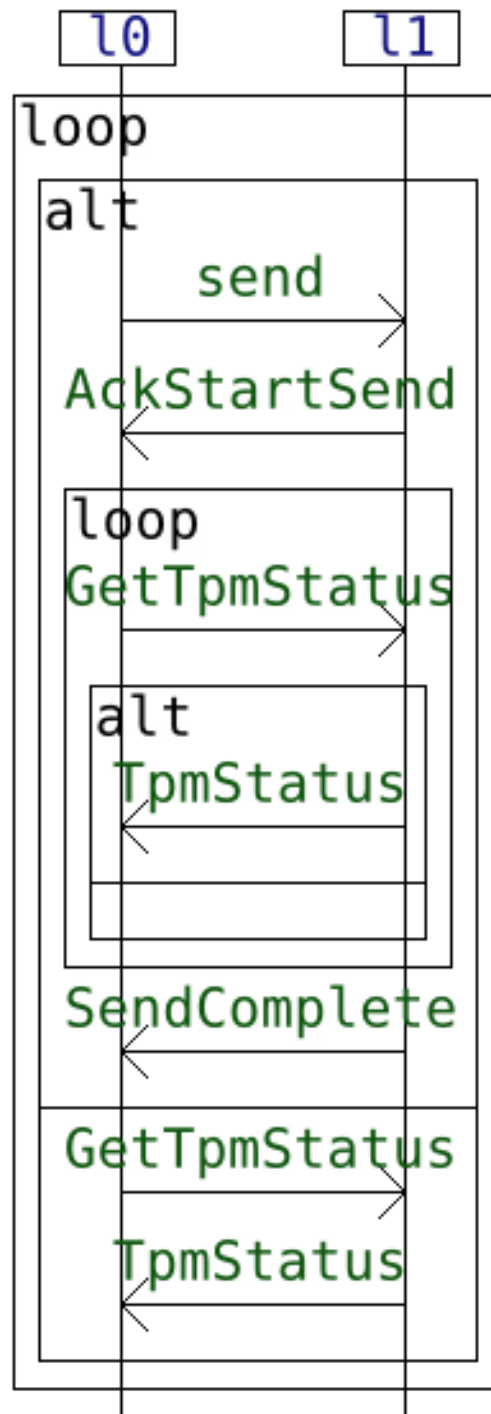 l0 l1
loop
alt
send
AckStartSend
loop
GetTpmStatus
alt
TpmStatus
SendComplete
GetTpmStatus
TpmStatus